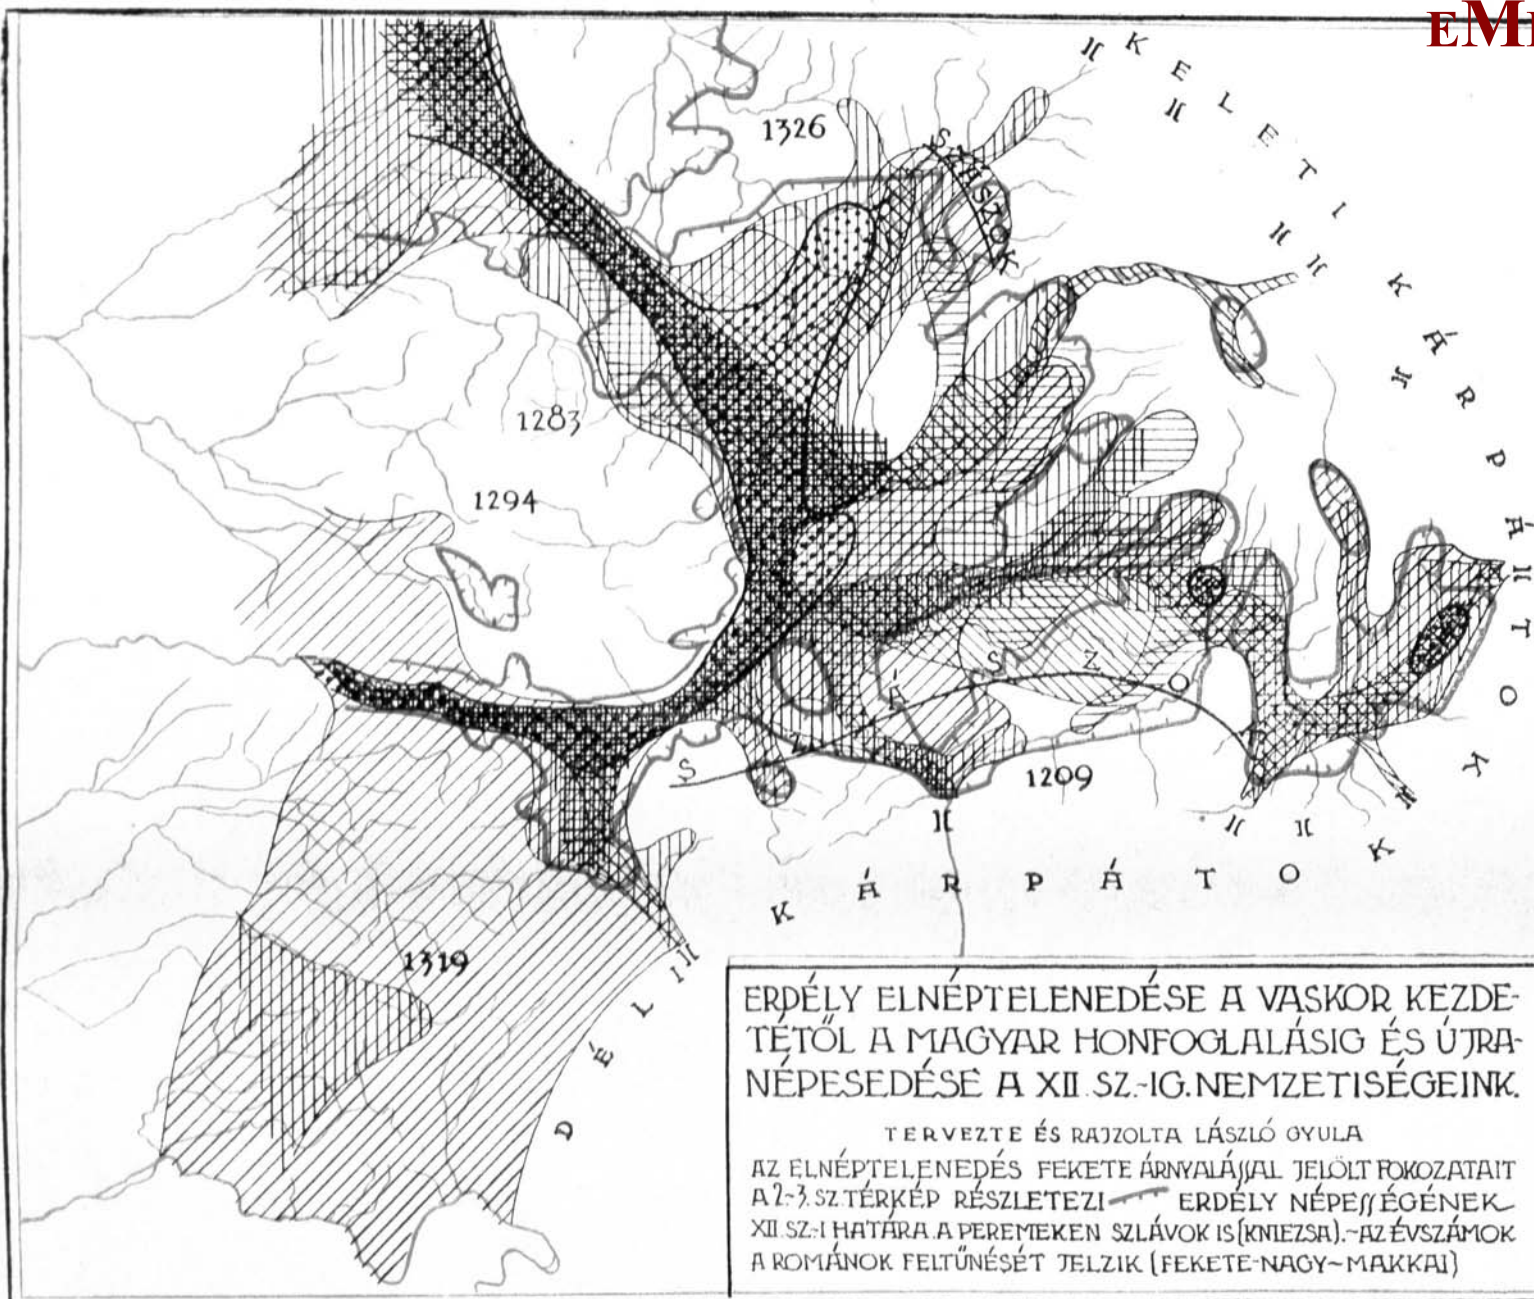 EM
KELETI KÁRPÁTOK
1326
SZÁSZOK
1283
1294
SZÁSZOK
1209
DÉLI KÁRPÁTOK
1319
ERDÉLY ELNÉPTELENEDÉSE A VASKOR KEZDE-
TÉTŐL A MAGYAR HONFOGLALÁSIG ÉS ÚJRA-
NÉPESEDÉSE A XII. SZ.-IG. NEMZETISÉGEINK.
TERVEZTE ÉS RAJZOLTA LÁSZLÓ GYULA
AZ ELNÉPTELENEDÉS FEKETE ÁRNYALÁSSAL JELÖLT FOKOZATAIT
A 2-3. SZ. TÉRKÉP RÉSZLETEZI ERDÉLY NÉPESSÉGÉNEK
XII. SZ.-I HATÁRA. A PEREMEKEN SZLÁVOK IS (KNIEZSA).-AZ ÉVSZÁMOK
A ROMÁNOK FELTŰNÉSÉT JELZIK (FEKETE-NAGY-MAKKAI)